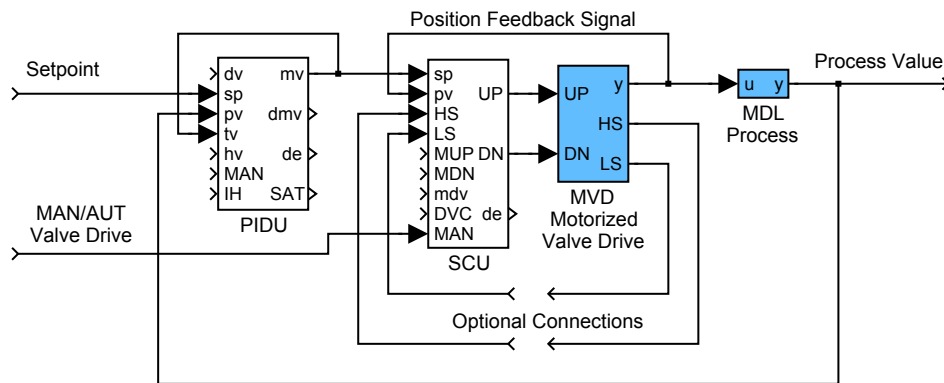 Position Feedback Signal
Setpoint
Process Value
dv
sp
pv
tv
hv
MAN
IH
mv
dmv
de
SAT
PIDU
MAN/AUT
Valve Drive
sp
pv
HS
LS
MUP
MDN
mdv
DVC
MAN
UP
DN
de
SCU
UP
DN
y
HS
LS
MVD
Motorized
Valve Drive
u y
MDL
Process
Optional Connections